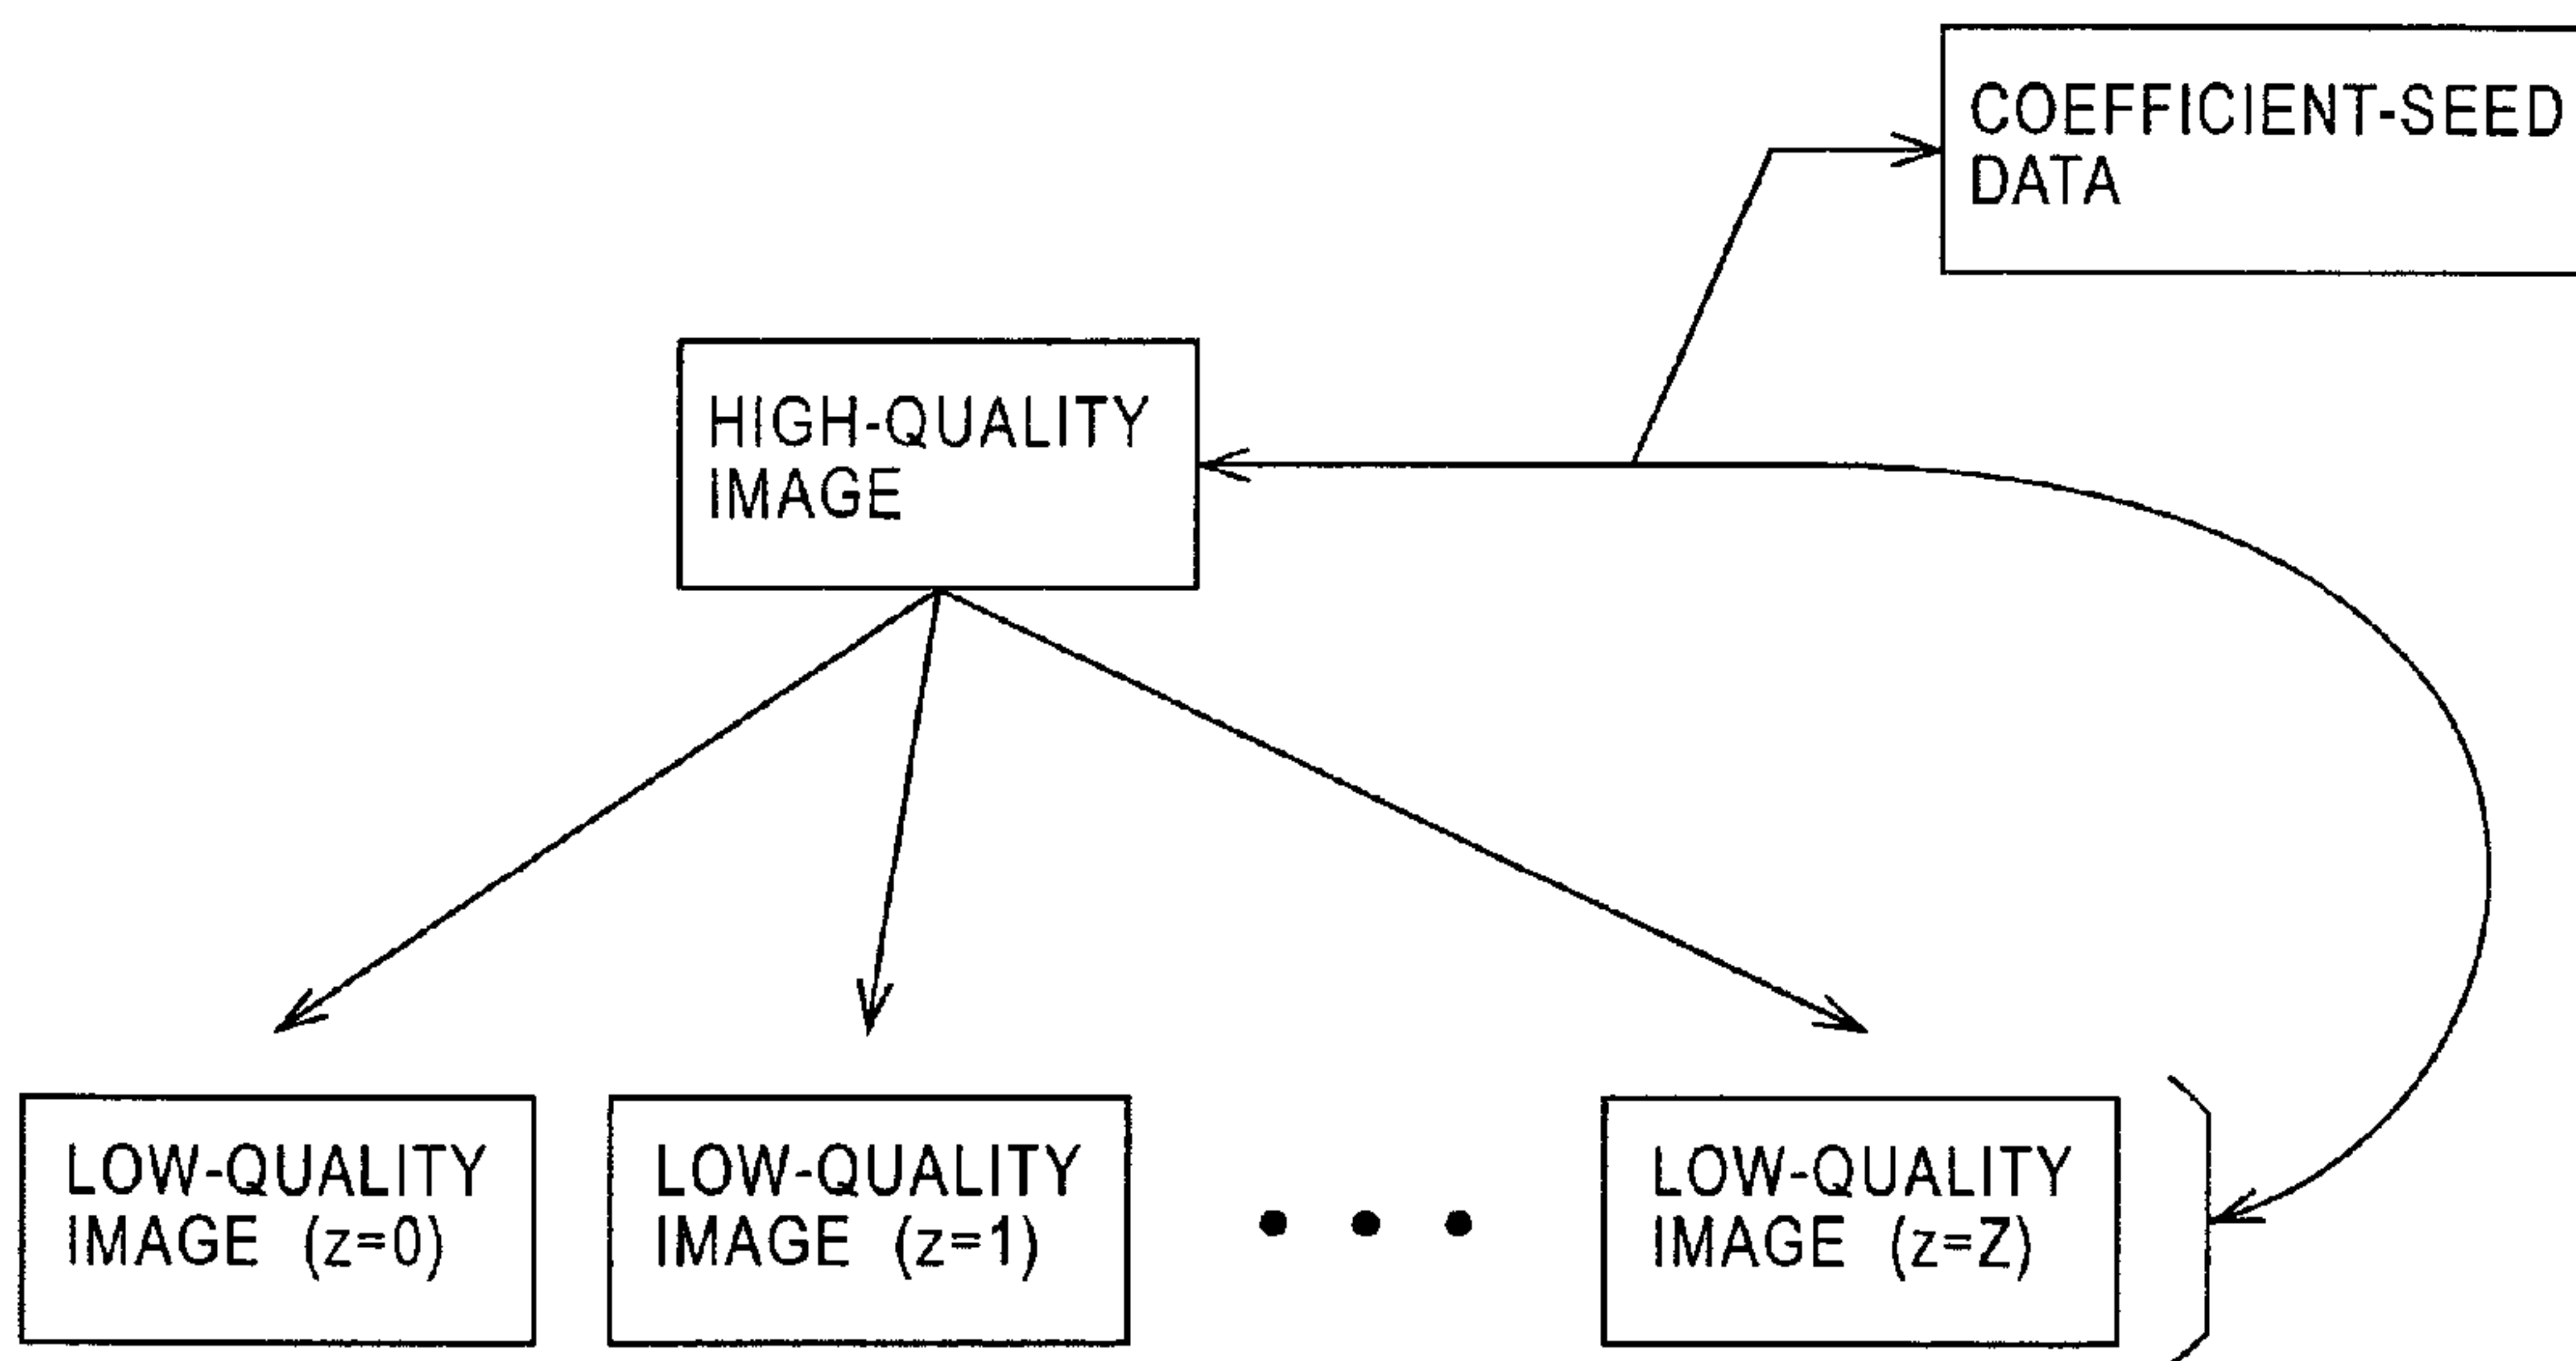 COEFFICIENT-SEED
DATA
HIGH-QUALITY
IMAGE
LOW-QUALITY
IMAGE (z=0)
LOW-QUALITY
IMAGE (z=1)
LOW-QUALITY
IMAGE (z=Z)